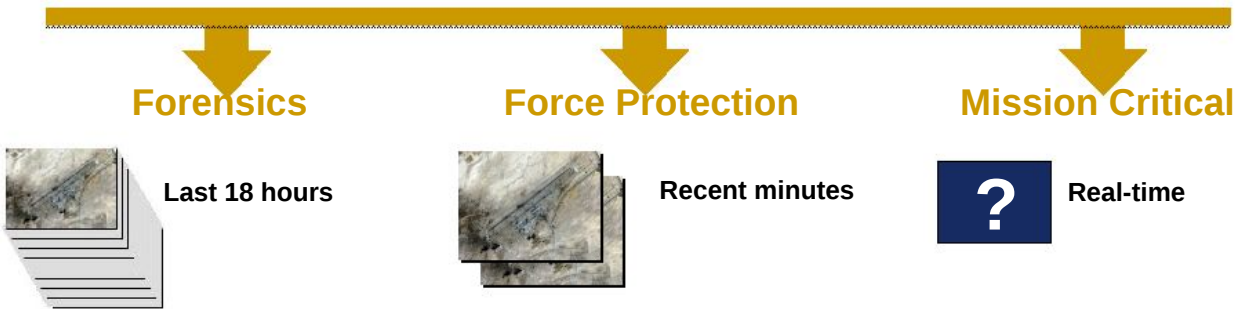 Forensics
Force Protection
Mission Critical
Last 18 hours
Recent minutes
?
Real-time